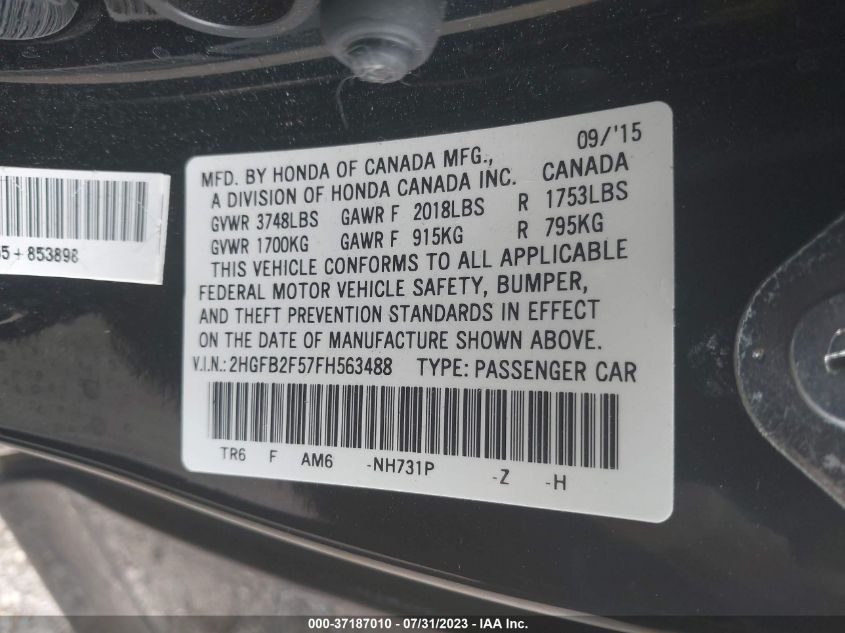 09/'15
MFD. BY HONDA OF CANADA MFG.,
A DIVISION OF HONDA CANADA INC. CANADA
GVWR 3748LBS GAWR F 2018LBS R 1753LBS
GVWR 1700KG GAWR F 915KG R 795KG
THIS VEHICLE CONFORMS TO ALL APPLICABLE
FEDERAL MOTOR VEHICLE SAFETY, BUMPER,
AND THEFT PREVENTION STANDARDS IN EFFECT
ON THE DATE OF MANUFACTURE SHOWN ABOVE.
V.I.N.: 2HGFB2F57FH563488 TYPE: PASSENGER CAR
TR6 F AM6 -NH731P -Z -H
5+853898
000-37187010 / 07/31/2023 - Copyright IAA, Inc.